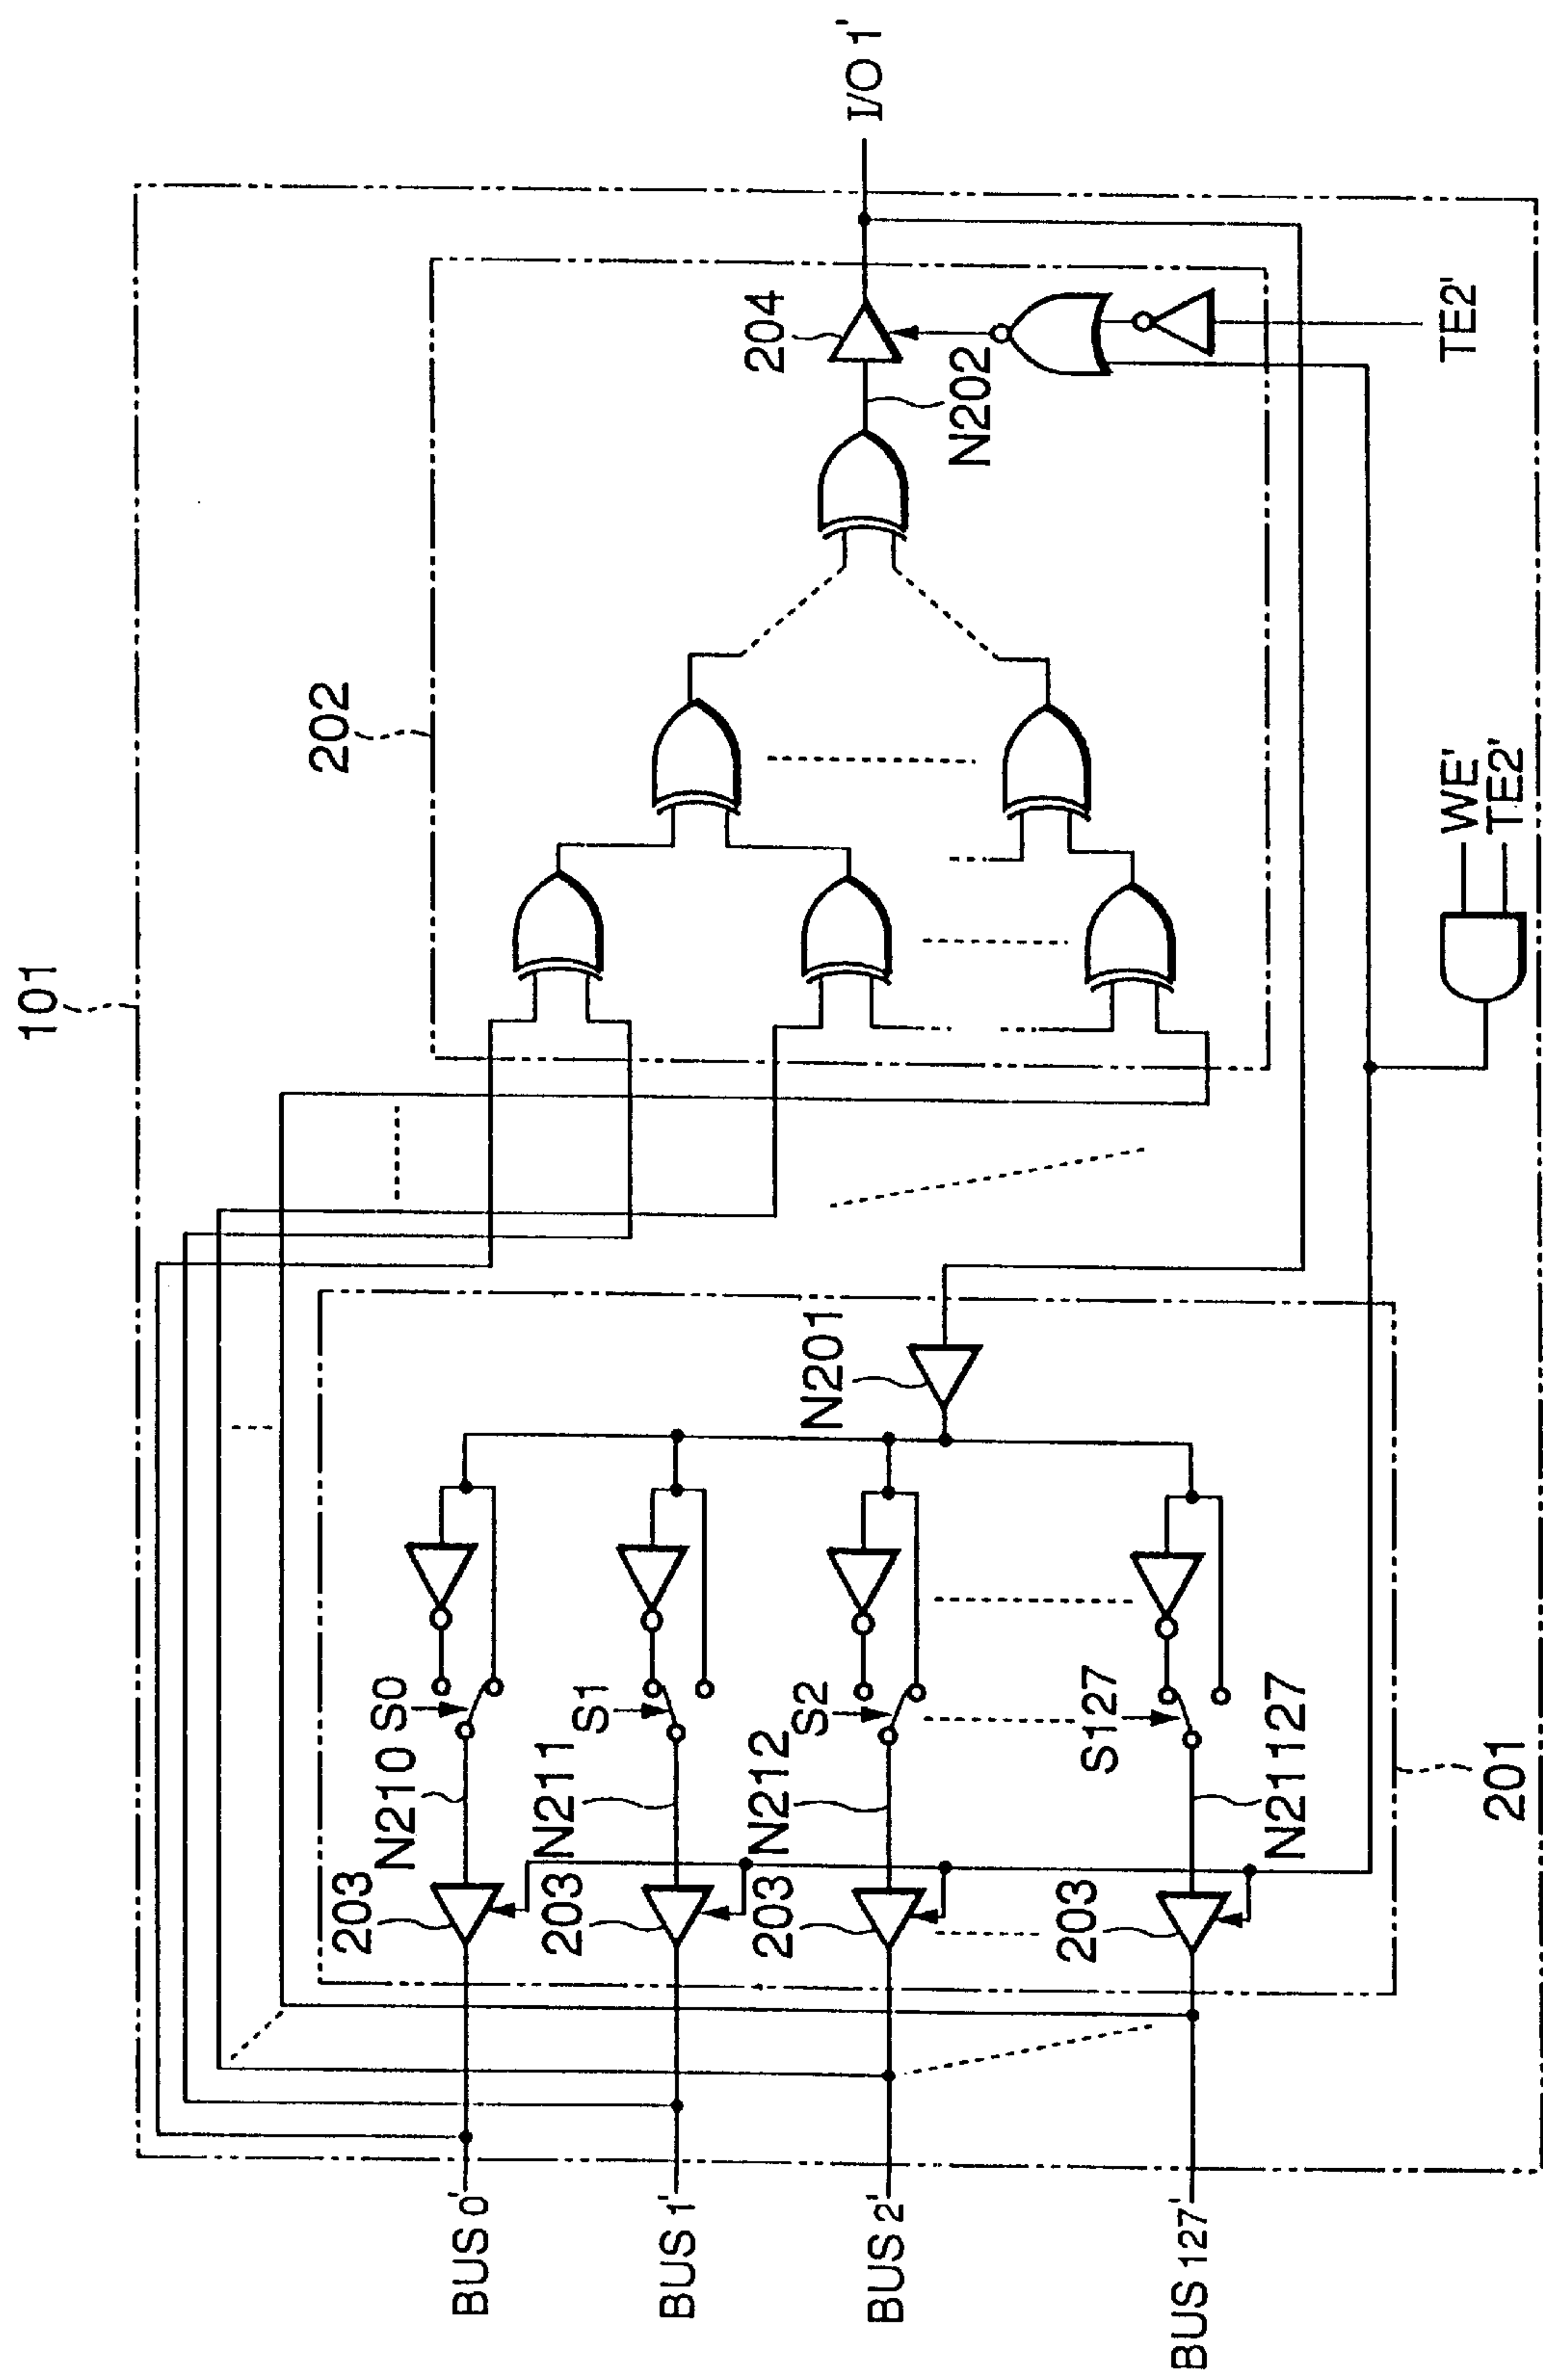 101
202
204
N202
I/O 1'
TE2'
WE'
TE2'
N201
S0
S1
S2
S127
N210
N211
N212
N211127
203
203
203
203
201
BUS 0'
BUS 1'
BUS 2'
BUS 127'